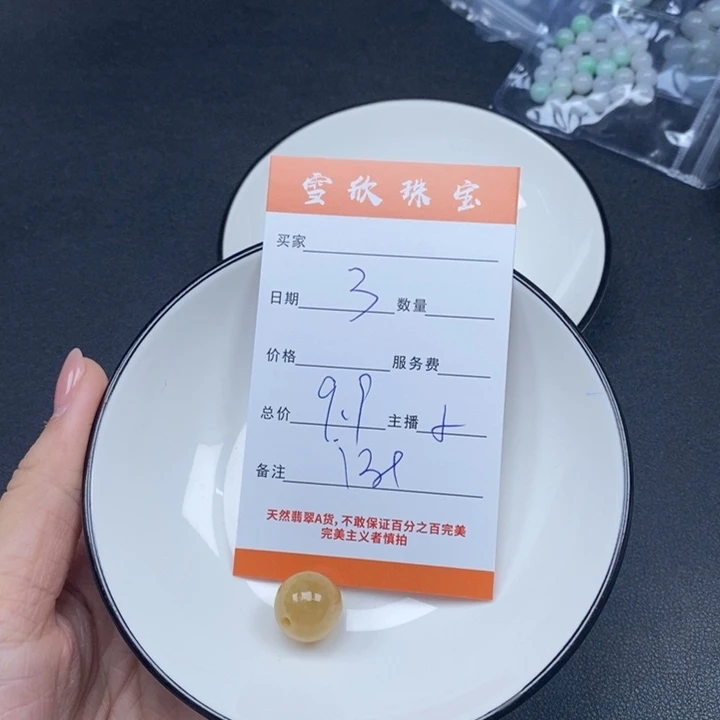 雪欣珠宝
买家
日期 3 数量
价格 服务费
总价 9.9 主播
备注
天然翡翠A货,不敢保证百分之百完美
完美主义者慎拍